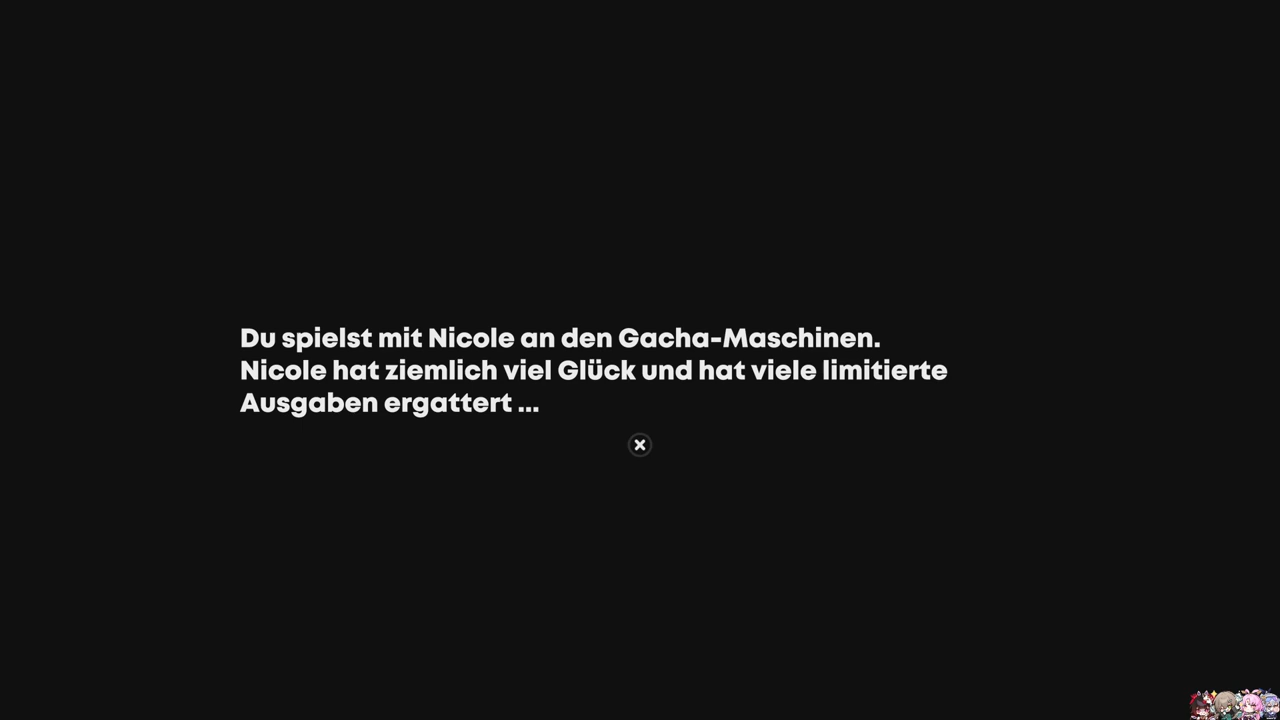 Du spielst mit Nicole an den Gacha-Maschinen.
Nicole hat ziemlich viel Glück und hat viele limitierte
Ausgaben ergattert ...